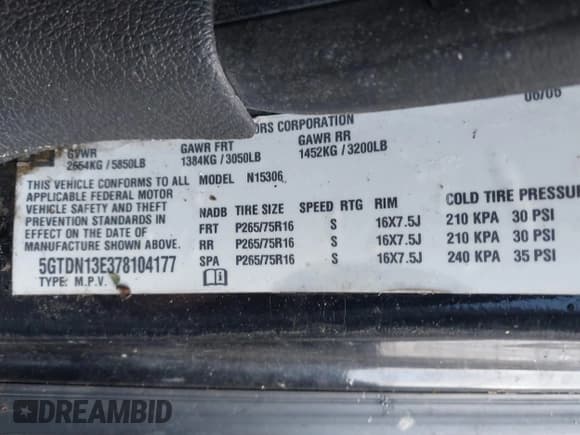 06/06
ORS CORPORATION
GVWR GAWR FRT GAWR RR
2654KG / 5850LB 1384KG / 3050LB 1452KG / 3200LB
THIS VEHICLE CONFORMS TO ALL MODEL N15306
APPLICABLE FEDERAL MOTOR
VEHICLE SAFETY AND THEFT
PREVENTION STANDARDS IN
EFFECT ON THE DATE OF
MANUFACTURE SHOWN ABOVE.
NADB TIRE SIZE SPEED RTG RIM COLD TIRE PRESSU
FRT P265/75R16 S 16X7.5J 210 KPA 30 PSI
RR P265/75R16 S 16X7.5J 210 KPA 30 PSI
SPA P265/75R16 S 16X7.5J 240 KPA 35 PSI
5GTDN13E378104177
TYPE: M.P.V.
DREAMBID